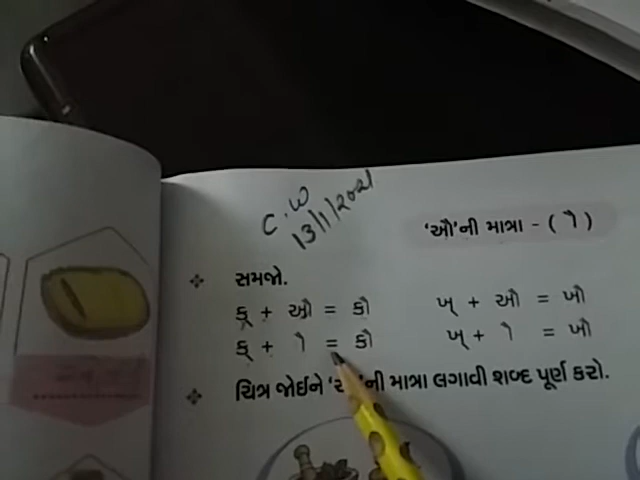 C.W
13/1/2021
'ઔ'ની માત્રા - (ૌ)
❖ સમજો.
ક્ + ઔ = કૌ
ખ્ + ઔ = ખૌ
ક્ + ૌ = કૌ
ખ્ + ૌ = ખૌ
❖ ચિત્ર જોઈને 'ઔ'ની માત્રા લગાવી શબ્દ પૂર્ણ કરો.